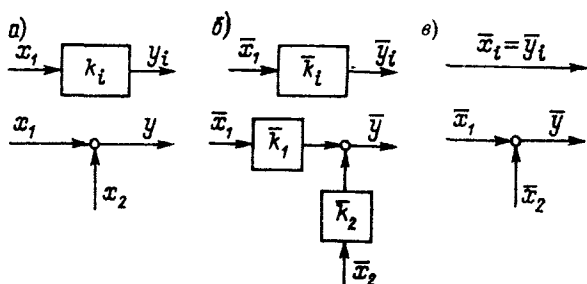 а) б) в)
x₁ kᵢ yᵢ x̄₁ k̄ᵢ ȳᵢ x̄ᵢ=ȳᵢ
x₁ y x̄₁ k̄₁ ȳ x̄₁ ȳ
x₂ k̄₂ x̄₂
x̄₂